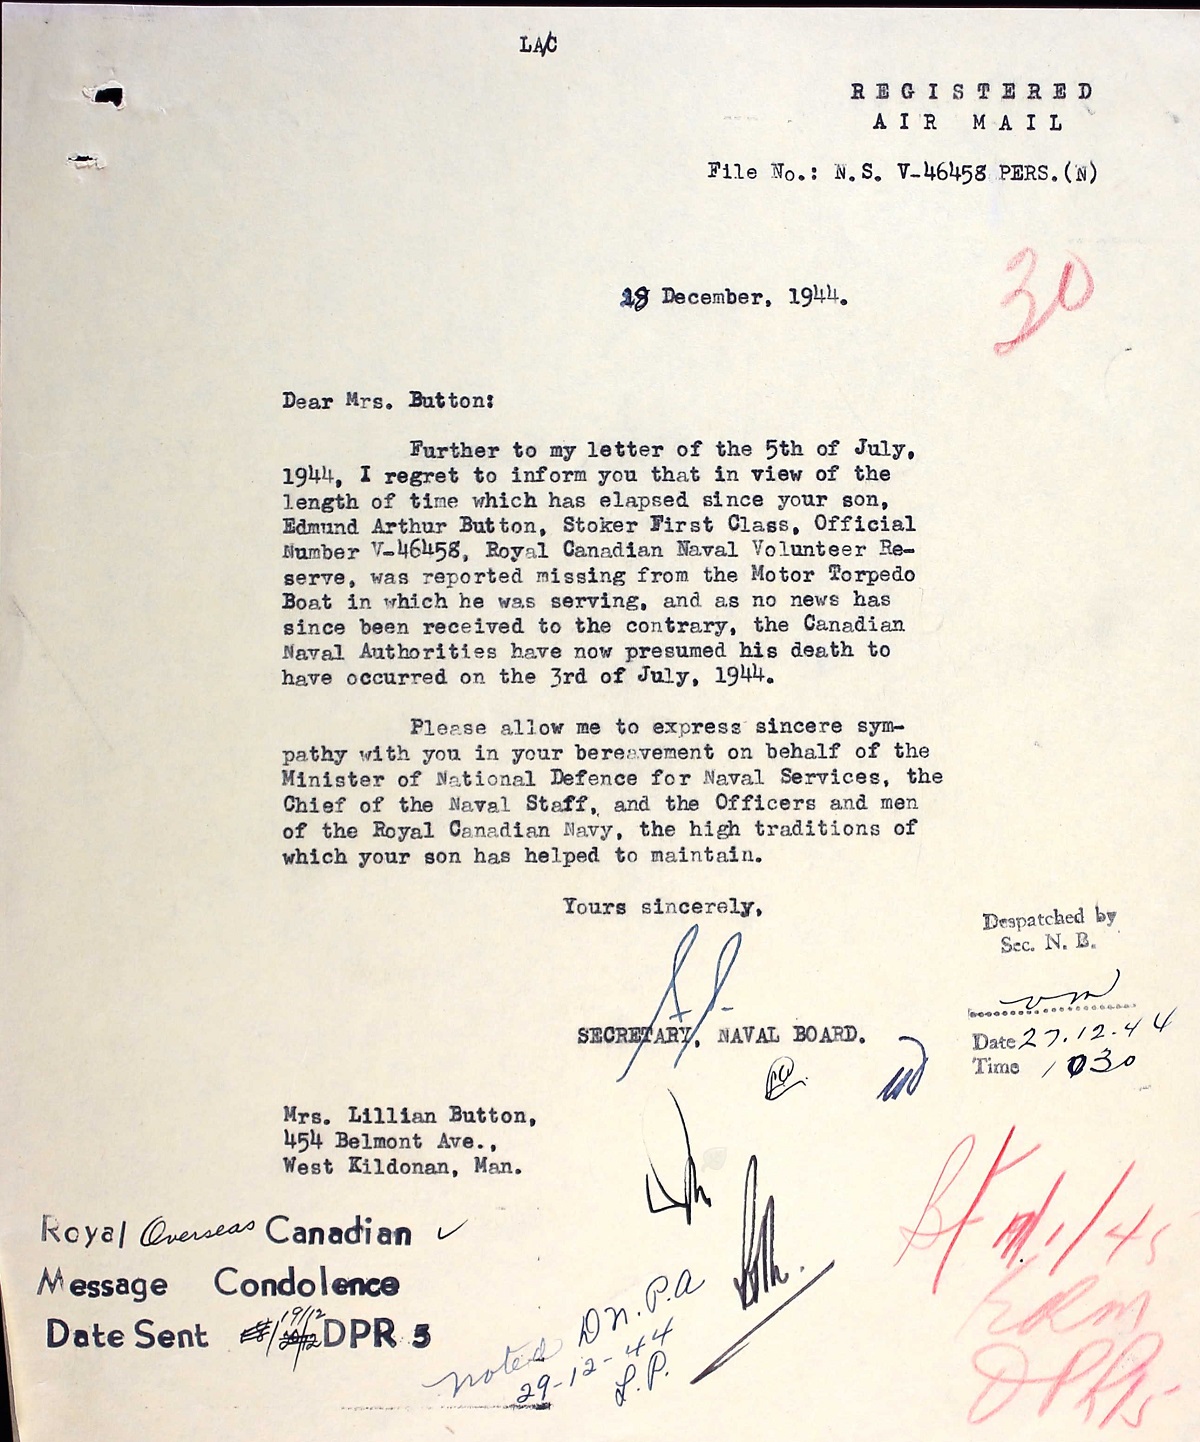 LAC
REGISTERED
AIR MAIL
File No.: N.S. V-46458 PERS.(N)
30
December, 1944.
Dear Mrs. Button:
Further to my letter of the 5th of July,
1944, I regret to inform you that in view of the
length of time which has elapsed since your son,
Edmund Arthur Button, Stoker First Class, Official
Number V-46458, Royal Canadian Naval Volunteer Re-
serve, was reported missing from the Motor Torpedo
Boat in which he was serving, and as no news has
since been received to the contrary, the Canadian
Naval Authorities have now presumed his death to
have occurred on the 3rd of July, 1944.
Please allow me to express sincere sym-
pathy with you in your bereavement on behalf of the
Minister of National Defence for Naval Services, the
Chief of the Naval Staff, and the Officers and men
of the Royal Canadian Navy, the high traditions of
which your son has helped to maintain.
Yours sincerely,
Despatched by
Sec. N. B.
SECRETARY, NAVAL BOARD.
Date 27.12.44
Time 1030
Mrs. Lillian Button,
454 Belmont Ave.,
West Kildonan, Man.
Royal Overseas Canadian ✓
Message Condolence
Date Sent 19/12 DPR 5
noted D.N.P.A
29-12-44
L.P.
DPR/5